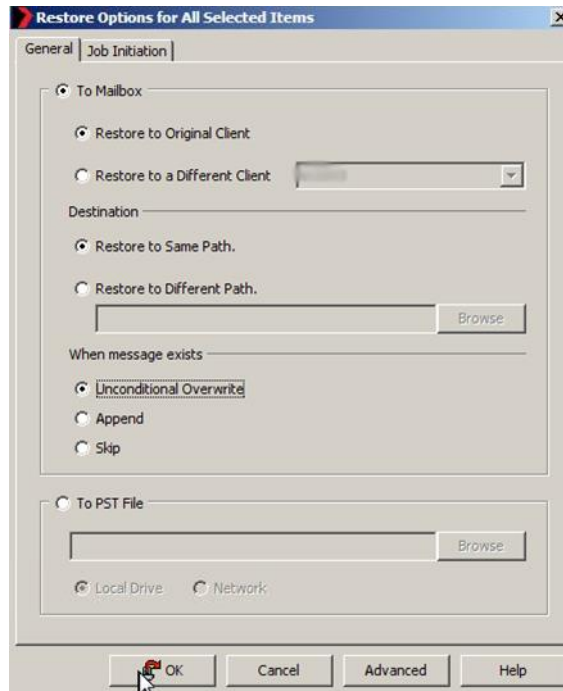 Restore Options for All Selected Items
General Job Initiation
To Mailbox
Restore to Original Client
Restore to a Different Client
Destination
Restore to Same Path.
Restore to Different Path.
Browse
When message exists
Unconditional Overwrite
Append
Skip
To PST File
Browse
Local Drive Network
OK Cancel Advanced Help